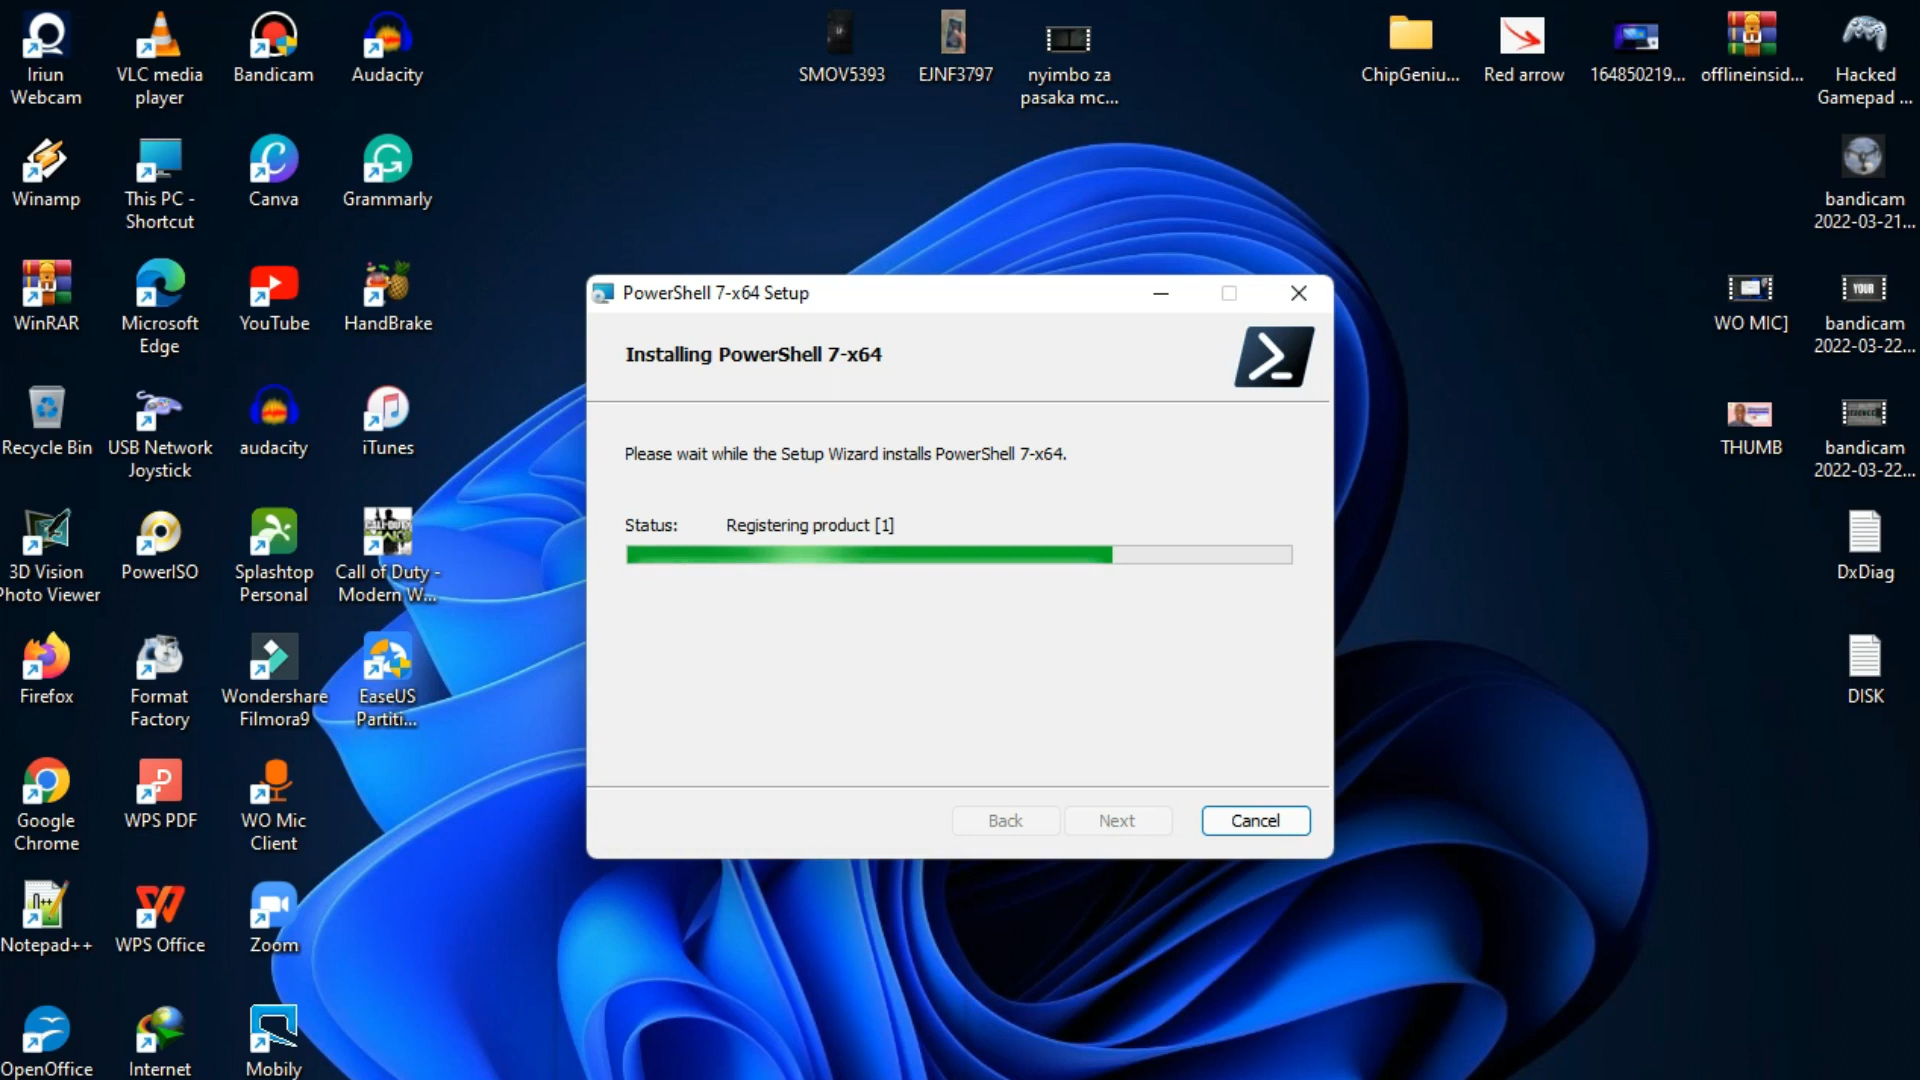 Iriun
Webcam
VLC media
player
Bandicam
Audacity
SMOV5393
EJNF3797
nyimbo za
pasaka mc...
ChipGeniu...
Red arrow
164850219...
offlineinsid...
Hacked
Gamepad ...
Winamp
This PC -
Shortcut
Canva
Grammarly
bandicam
2022-03-21...
WinRAR
Microsoft
Edge
YouTube
HandBrake
WO MIC]
YOUR
bandicam
2022-03-22...
PowerShell 7-x64 Setup
Installing PowerShell 7-x64
Please wait while the Setup Wizard installs PowerShell 7-x64.
Status: Registering product [1]
Back
Next
Cancel
Recycle Bin
USB Network
Joystick
audacity
iTunes
THUMB
bandicam
2022-03-22...
3D Vision
Photo Viewer
PowerISO
Splashtop
Personal
CALL OF DUTY
Call of Duty -
Modern W...
DxDiag
Firefox
Format
Factory
Wondershare
Filmora9
EaseUS
Partiti...
DISK
Google
Chrome
WPS PDF
WO Mic
Client
Notepad++
WPS Office
Zoom
OpenOffice
Internet
Mobily